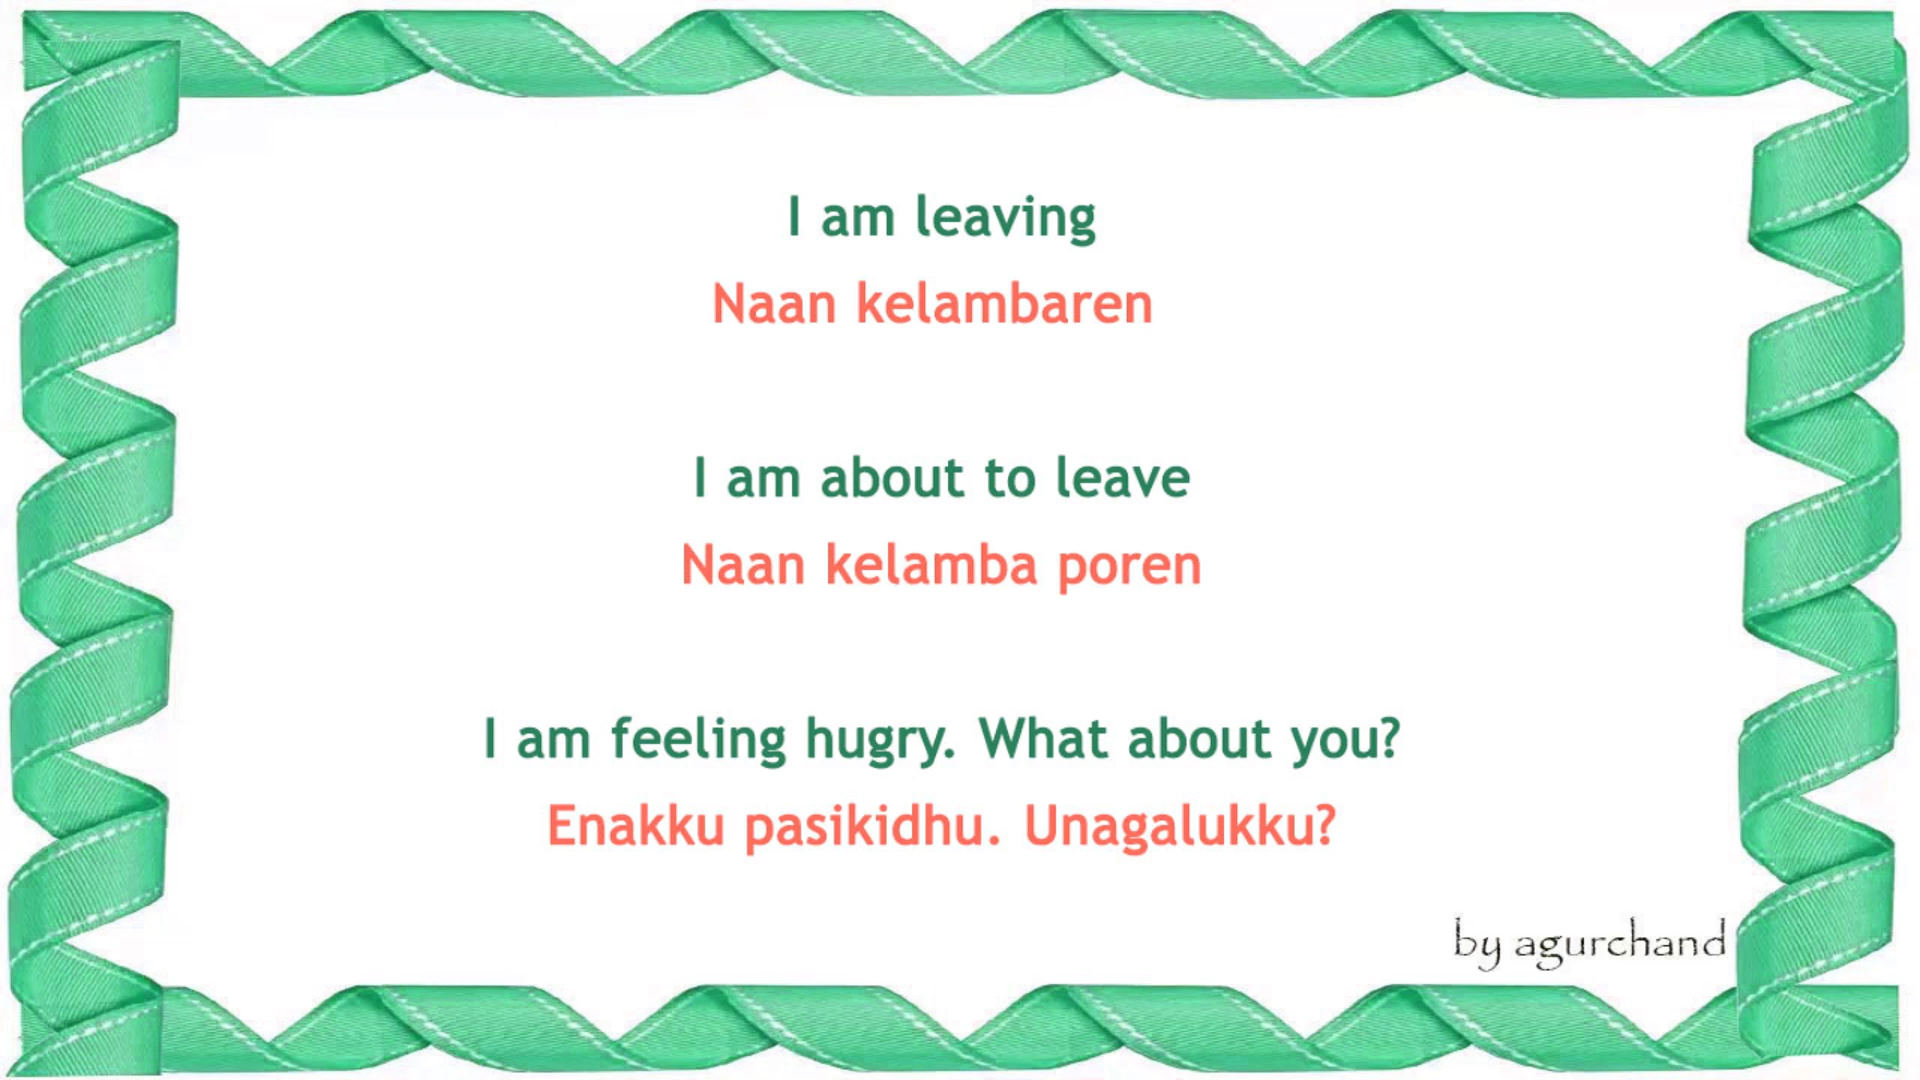 I am leaving
Naan kelambaren
I am about to leave
Naan kelamba poren
I am feeling hugry. What about you?
Enakku pasikidhu. Unagalukku?
by agurchand